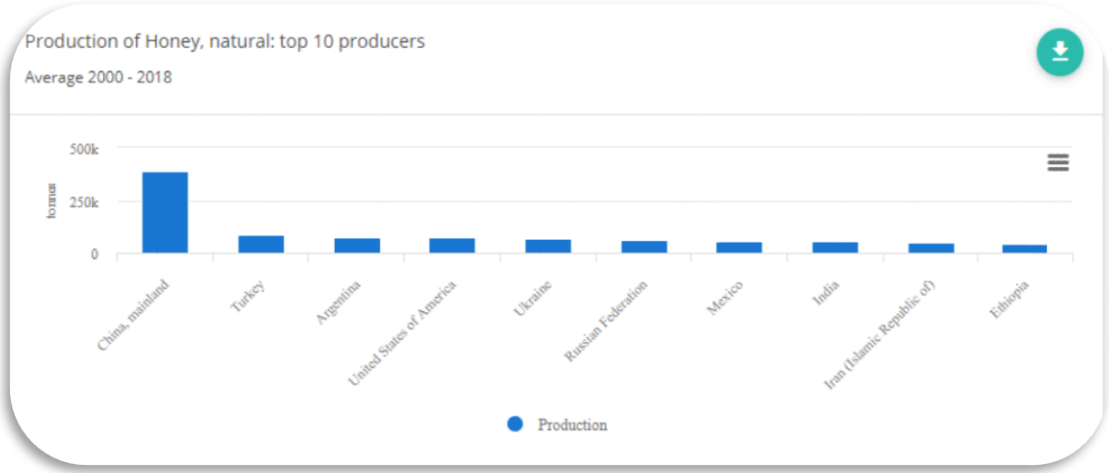 Production of Honey, natural: top 10 producers
Average 2000 - 2018
500k
250k
0
tonnes
China, mainland
Turkey
Argentina
United States of America
Ukraine
Russian Federation
Mexico
India
Iran (Islamic Republic of)
Ethiopia
Production